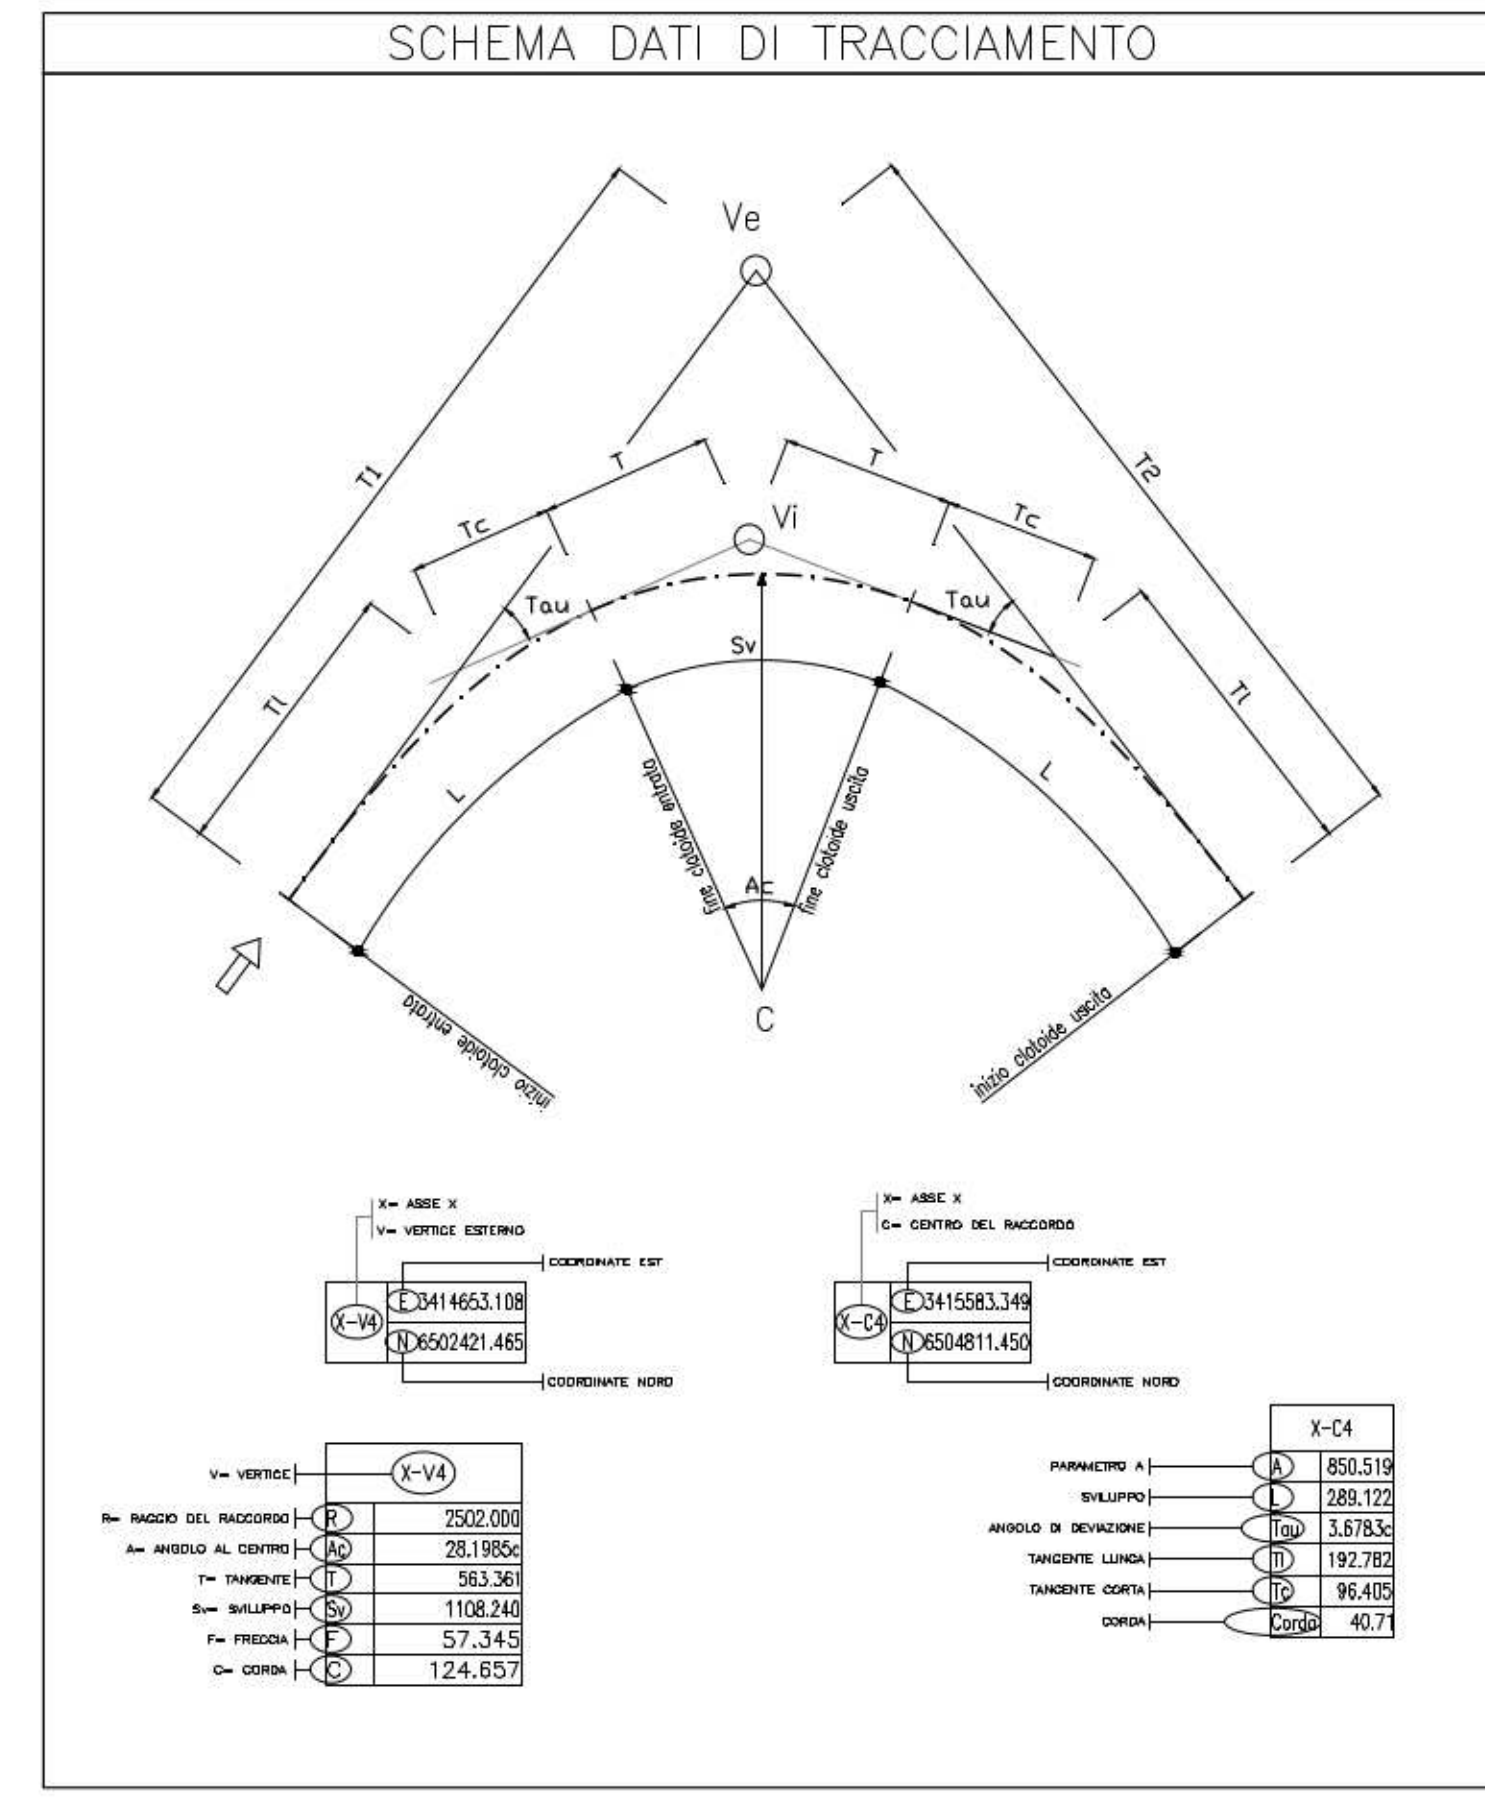 SCHEMA DATI DI TRACCIAMENTO
Ve
T1
T2
T
T
Tc
Tc
Vi
Tau
Tau
Sv
Tl
Tl
L
L
fine clotoide entrata
fine clotoide uscita
Ac
C
inizio clotoide entrata
inizio clotoide uscita
X= ASSE X
V= VERTICE ESTERNO
COORDINATE EST
X-V4
E 3414653.108
N 6502421.465
COORDINATE NORD
X= ASSE X
C= CENTRO DEL RACCORDO
COORDINATE EST
X-C4
E 3415583.349
N 6504811.450
COORDINATE NORD
V= VERTICE X-V4
R= RAGGIO DEL RACCORDO R 2502.000
A= ANGOLO AL CENTRO Ac 28.1985c
T= TANGENTE T 563.361
Sv= SVILUPPO Sv 1108.240
F= FRECCIA F 57.345
C= CORDA C 124.657
X-C4
PARAMETRO A A 850.519
SVILUPPO L 289.122
ANGOLO DI DEVIAZIONE Tau 3.6783c
TANGENTE LUNGA Tl 192.782
TANGENTE CORTA Tc 96.405
CORDA Corda 40.71